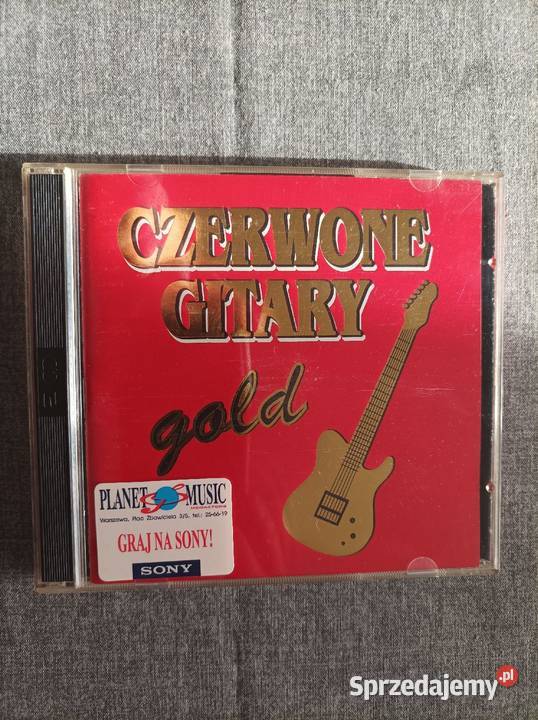 CZERWONE
GITARY
gold
PLANET MUSIC
MEGASTORE
Warszawa, Plac Zbawiciela 3/5, tel.: 25-66-19
GRAJ NA SONY!
SONY
Sprzedajemy.pl